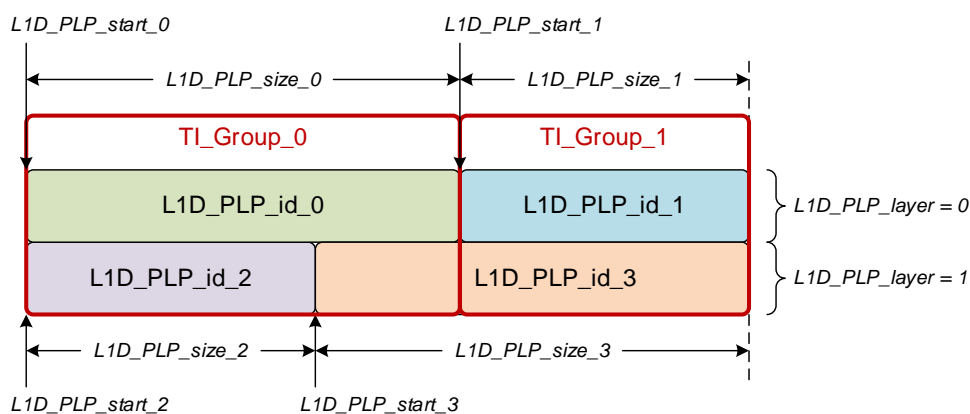 L1D_PLP_start_0
L1D_PLP_start_1
L1D_PLP_size_0
L1D_PLP_size_1
TI_Group_0
TI_Group_1
L1D_PLP_id_0
L1D_PLP_id_1
L1D_PLP_layer = 0
L1D_PLP_id_2
L1D_PLP_id_3
L1D_PLP_layer = 1
L1D_PLP_size_2
L1D_PLP_size_3
L1D_PLP_start_2
L1D_PLP_start_3